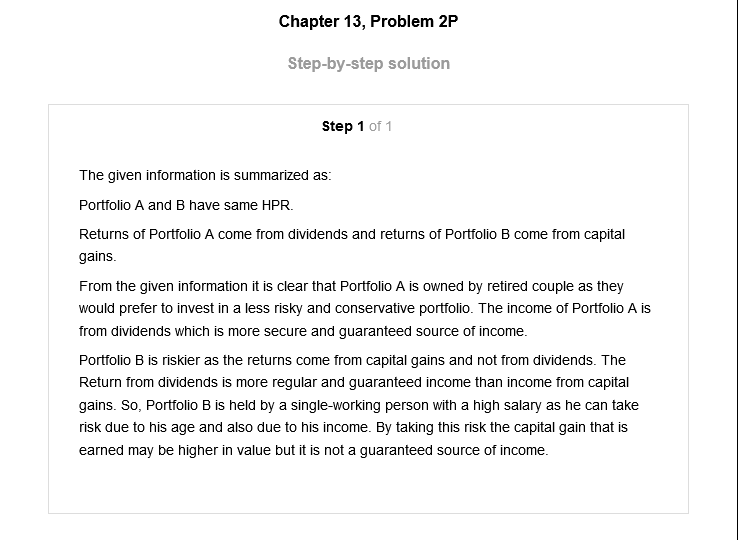 Chapter 13, Problem 2P
Step-by-step solution
Step 1 of 1
The given information is summarized as:
Portfolio A and B have same HPR.
Returns of Portfolio A come from dividends and returns of Portfolio B come from capital
gains.
From the given information it is clear that Portfolio A is owned by retired couple as they
would prefer to invest in a less risky and conservative portfolio. The income of Portfolio A is
from dividends which is more secure and guaranteed source of income.
Portfolio B is riskier as the returns come from capital gains and not from dividends. The
Return from dividends is more regular and guaranteed income than income from capital
gains. So, Portfolio B is held by a single-working person with a high salary as he can take
risk due to his age and also due to his income. By taking this risk the capital gain that is
earned may be higher in value but it is not a guaranteed source of income.